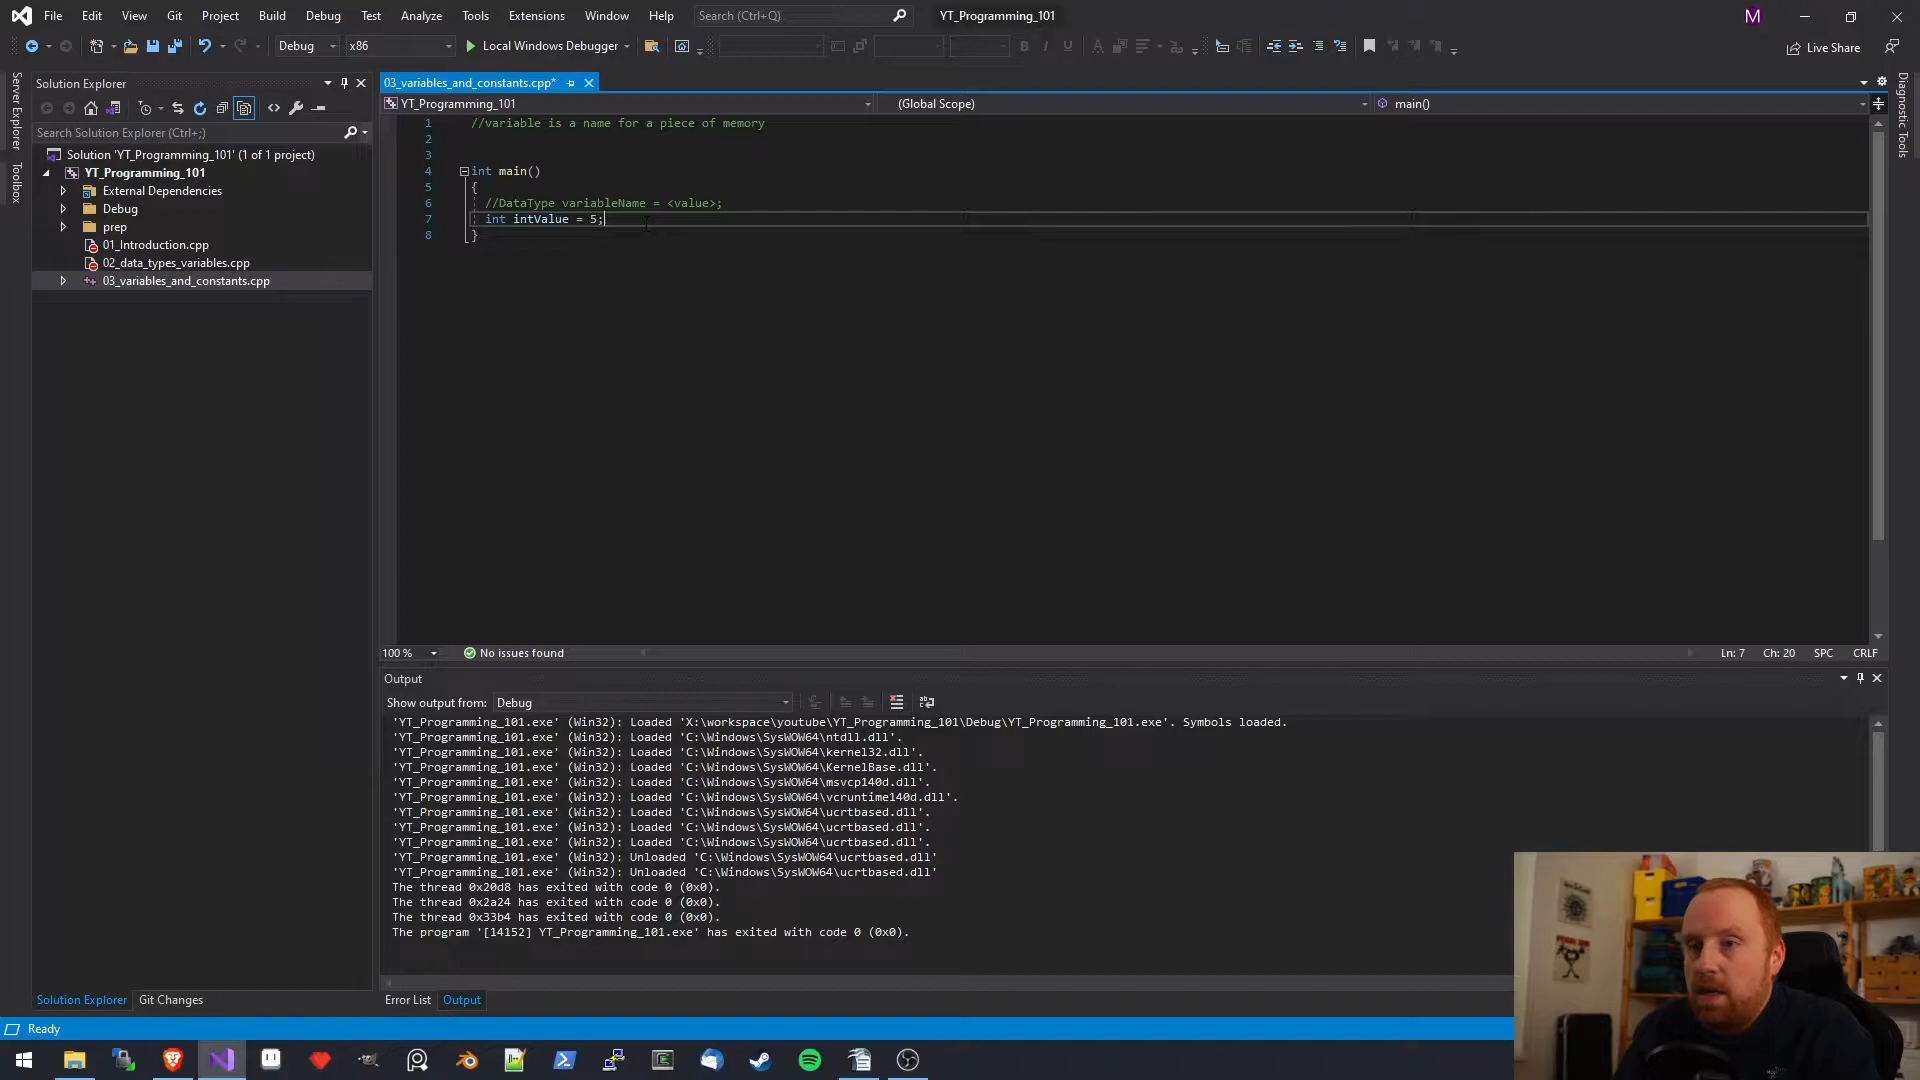 File Edit View Git Project Build Debug Test Analyze Tools Extensions Window Help Search (Ctrl+Q) YT_Programming_101 M
Debug x86 Local Windows Debugger Live Share
Server Explorer
Toolbox
Solution Explorer
Search Solution Explorer (Ctrl+;)
Solution 'YT_Programming_101' (1 of 1 project)
YT_Programming_101
External Dependencies
Debug
prep
01_Introduction.cpp
02_data_types_variables.cpp
03_variables_and_constants.cpp
Solution Explorer Git Changes
03_variables_and_constants.cpp*
YT_Programming_101 (Global Scope) main()
1 //variable is a name for a piece of memory
2
3
4 int main()
5 {
6 //DataType variableName = <value>;
7 int intValue = 5;
8 }
100 % No issues found Ln: 7 Ch: 20 SPC CRLF
Output
Show output from: Debug
'YT_Programming_101.exe' (Win32): Loaded 'X:\workspace\youtube\YT_Programming_101\Debug\YT_Programming_101.exe'. Symbols loaded.
'YT_Programming_101.exe' (Win32): Loaded 'C:\Windows\SysWOW64\ntdll.dll'.
'YT_Programming_101.exe' (Win32): Loaded 'C:\Windows\SysWOW64\kernel32.dll'.
'YT_Programming_101.exe' (Win32): Loaded 'C:\Windows\SysWOW64\KernelBase.dll'.
'YT_Programming_101.exe' (Win32): Loaded 'C:\Windows\SysWOW64\msvcp140d.dll'.
'YT_Programming_101.exe' (Win32): Loaded 'C:\Windows\SysWOW64\vcruntime140d.dll'.
'YT_Programming_101.exe' (Win32): Loaded 'C:\Windows\SysWOW64\ucrtbased.dll'.
'YT_Programming_101.exe' (Win32): Loaded 'C:\Windows\SysWOW64\ucrtbased.dll'.
'YT_Programming_101.exe' (Win32): Loaded 'C:\Windows\SysWOW64\ucrtbased.dll'.
'YT_Programming_101.exe' (Win32): Unloaded 'C:\Windows\SysWOW64\ucrtbased.dll'
'YT_Programming_101.exe' (Win32): Unloaded 'C:\Windows\SysWOW64\ucrtbased.dll'
The thread 0x20d8 has exited with code 0 (0x0).
The thread 0x2a24 has exited with code 0 (0x0).
The thread 0x33b4 has exited with code 0 (0x0).
The program '[14152] YT_Programming_101.exe' has exited with code 0 (0x0).
Error List Output
Diagnostic Tools
Ready